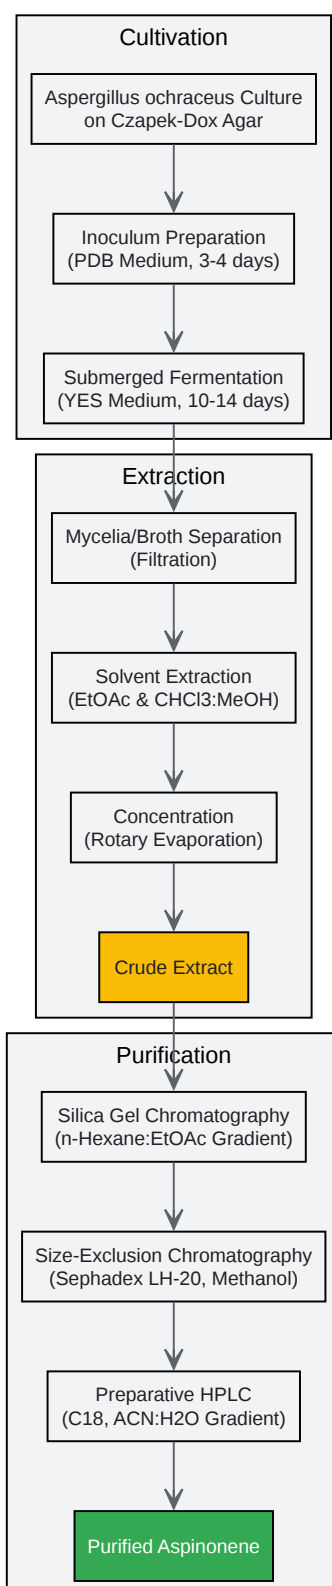 Cultivation
Aspergillus ochraceus Culture
on Czapek-Dox Agar
Inoculum Preparation
(PDB Medium, 3-4 days)
Submerged Fermentation
(YES Medium, 10-14 days)
Extraction
Mycelia/Broth Separation
(Filtration)
Solvent Extraction
(EtOAc & CHCl3:MeOH)
Concentration
(Rotary Evaporation)
Crude Extract
Purification
Silica Gel Chromatography
(n-Hexane:EtOAc Gradient)
Size-Exclusion Chromatography
(Sephadex LH-20, Methanol)
Preparative HPLC
(C18, ACN:H2O Gradient)
Purified Aspinonene